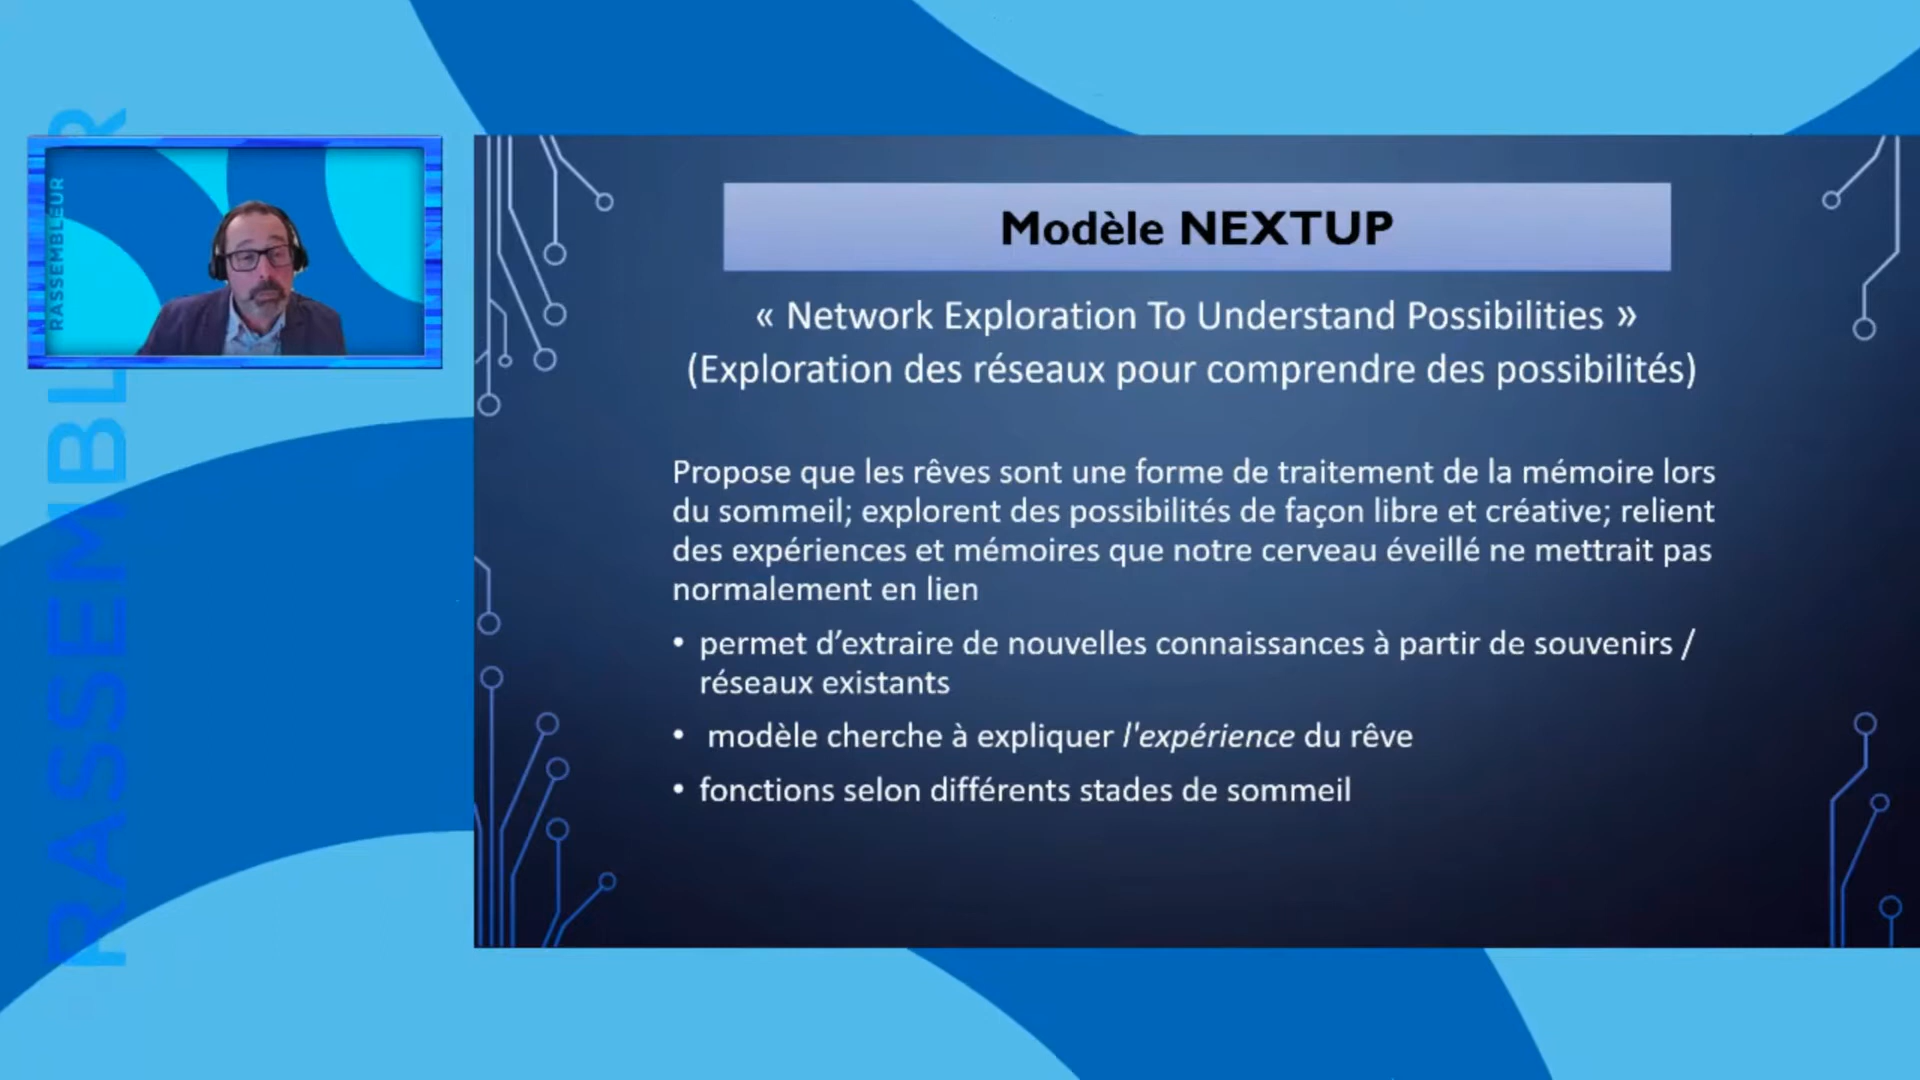 RASSEMBLEUR
RASSEMBLEUR
Modèle NEXTUP
« Network Exploration To Understand Possibilities »
(Exploration des réseaux pour comprendre des possibilités)
Propose que les rêves sont une forme de traitement de la mémoire lors
du sommeil; explorent des possibilités de façon libre et créative; relient
des expériences et mémoires que notre cerveau éveillé ne mettrait pas
normalement en lien
• permet d’extraire de nouvelles connaissances à partir de souvenirs /
réseaux existants
• modèle cherche à expliquer l'expérience du rêve
• fonctions selon différents stades de sommeil